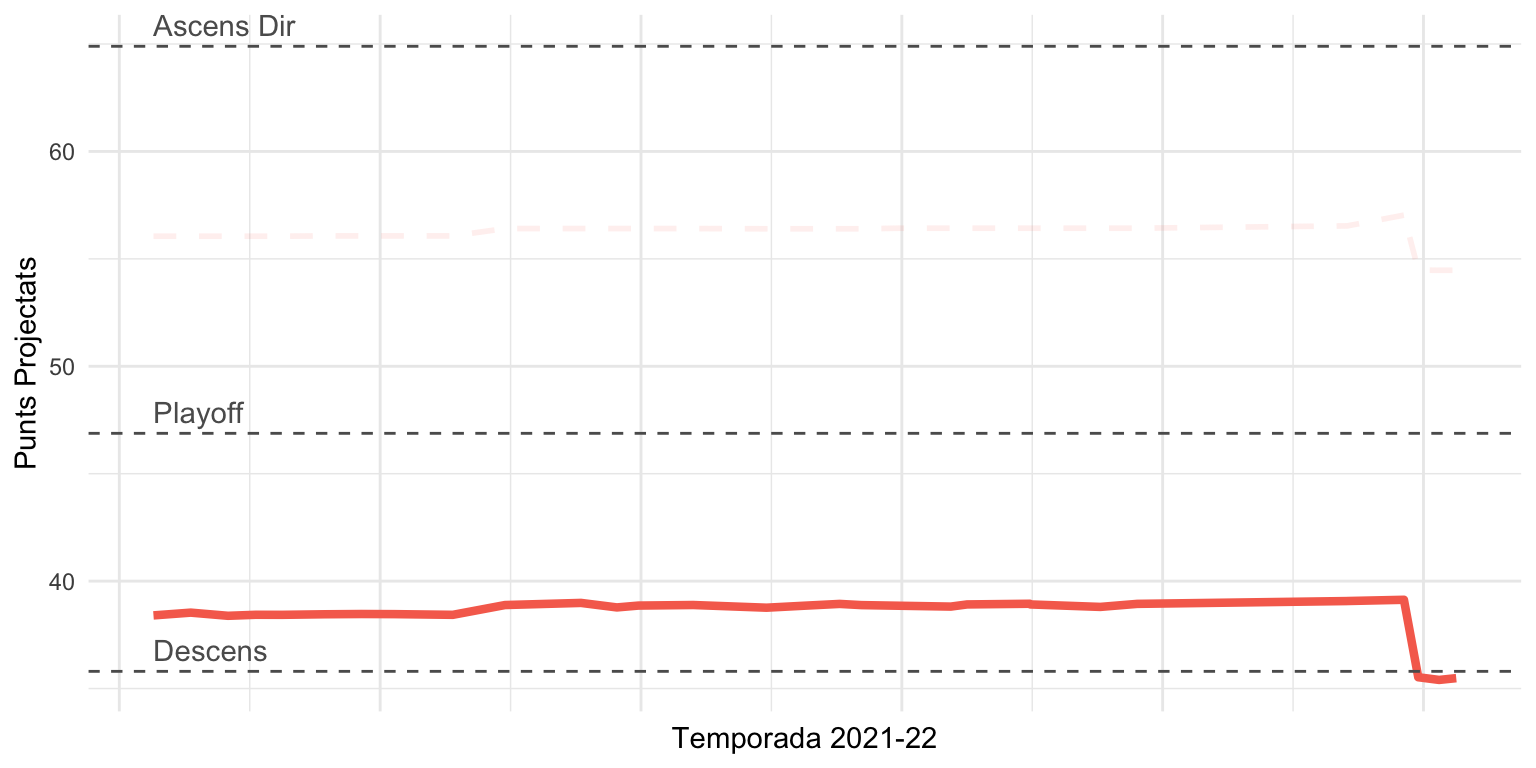 Ascens Dir
60
50
Playoff
40
Descens
Punts Projectats
Temporada 2021-22